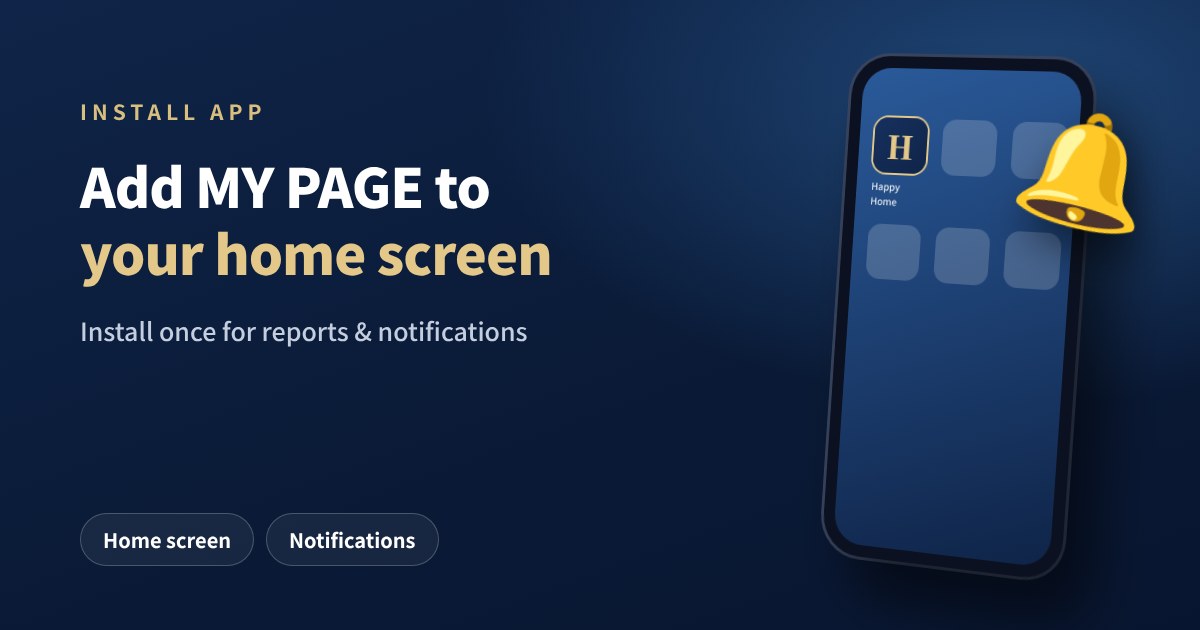 INSTALL APP
Add MY PAGE to
your home screen
Install once for reports & notifications
Home screen
Notifications
H
Happy
Home